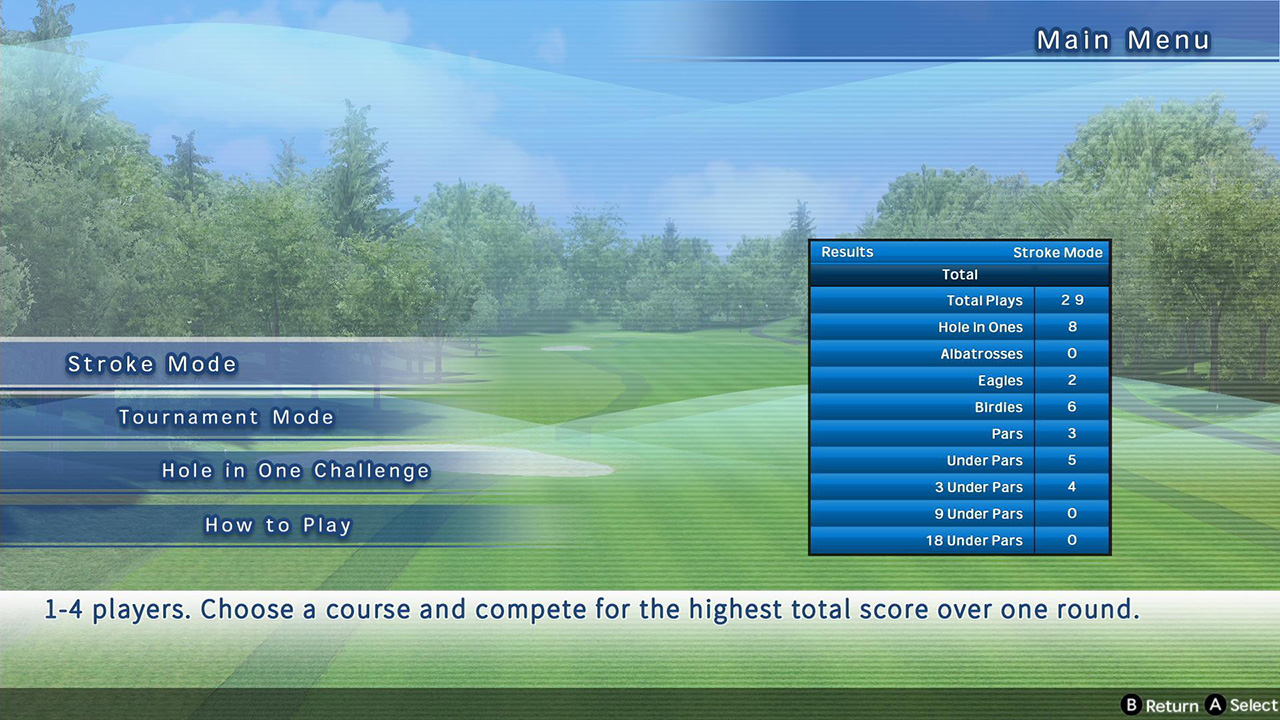 Main Menu
Results Stroke Mode
Total
Total Plays 29
Hole in Ones 8
Albatrosses 0
Eagles 2
Birdies 6
Pars 3
Under Pars 5
3 Under Pars 4
9 Under Pars 0
18 Under Pars 0
Stroke Mode
Tournament Mode
Hole in One Challenge
How to Play
1-4 players. Choose a course and compete for the highest total score over one round.
B Return A Select